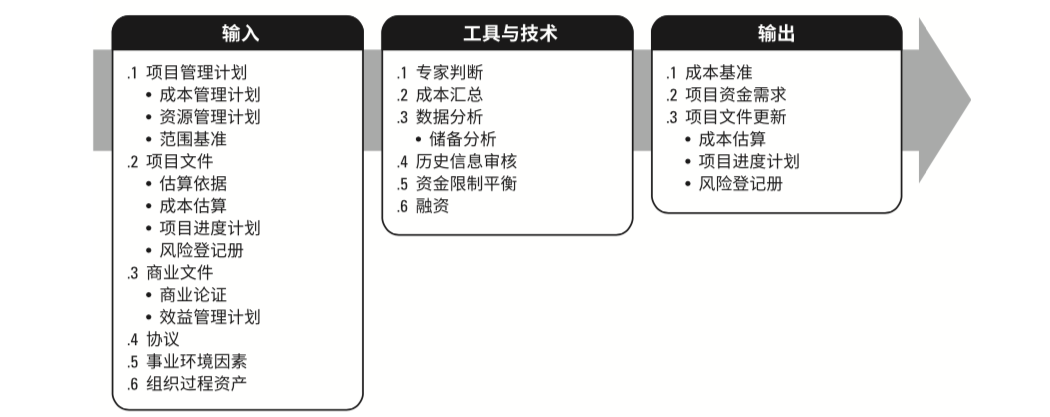 输入
.1 项目管理计划
• 成本管理计划
• 资源管理计划
• 范围基准
.2 项目文件
• 估算依据
• 成本估算
• 项目进度计划
• 风险登记册
.3 商业文件
• 商业论证
• 效益管理计划
.4 协议
.5 事业环境因素
.6 组织过程资产
工具与技术
.1 专家判断
.2 成本汇总
.3 数据分析
• 储备分析
.4 历史信息审核
.5 资金限制平衡
.6 融资
输出
.1 成本基准
.2 项目资金需求
.3 项目文件更新
• 成本估算
• 项目进度计划
• 风险登记册